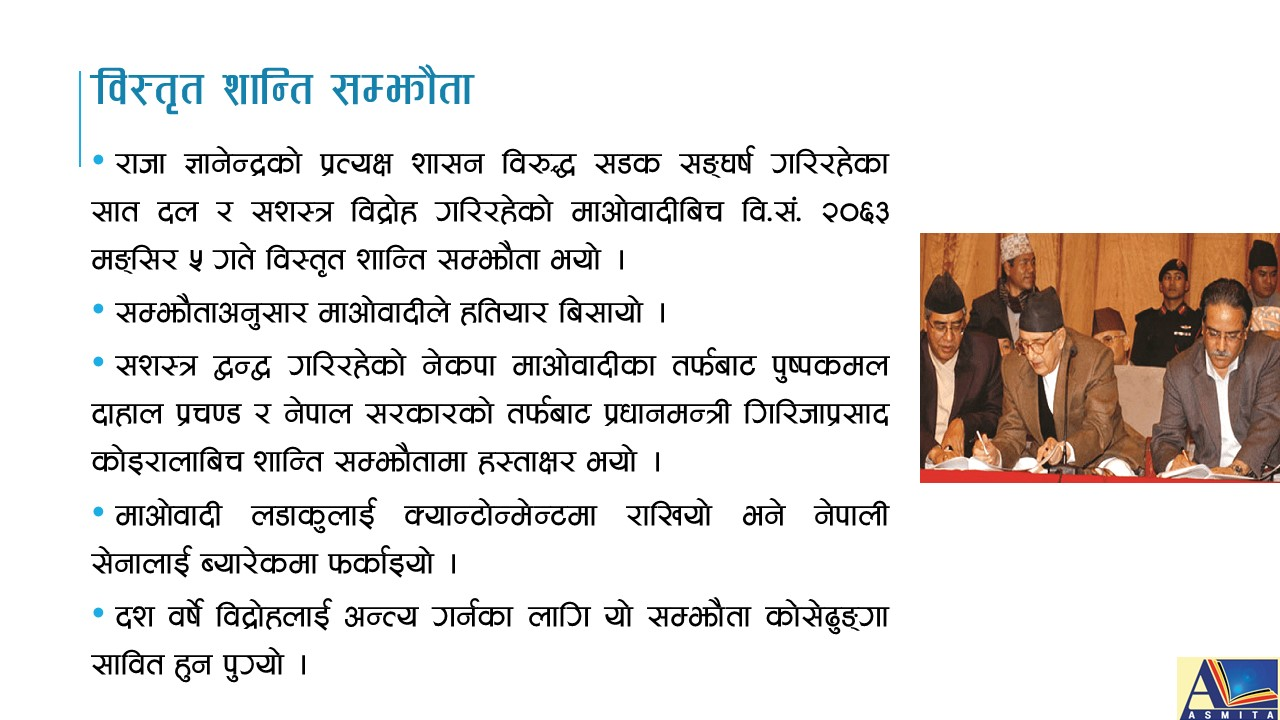 विस्तृत शान्ति सम्झौता
• राजा ज्ञानेन्द्रको प्रत्यक्ष शासन विरुद्ध सडक सङ्घर्ष गरिरहेका
सात दल र सशस्त्र विद्रोह गरिरहेको माओवादीबिच वि.सं. २०६३
मङ्सिर ५ गते विस्तृत शान्ति सम्झौता भयो ।
• सम्झौताअनुसार माओवादीले हतियार बिसायो ।
• सशस्त्र द्वन्द्व गरिरहेको नेकपा माओवादीका तर्फबाट पुष्पकमल
दाहाल प्रचण्ड र नेपाल सरकारको तर्फबाट प्रधानमन्त्री गिरिजाप्रसाद
कोइरालाबिच शान्ति सम्झौतामा हस्ताक्षर भयो ।
• माओवादी लडाकुलाई क्यान्टोन्मेन्टमा राखियो भने नेपाली
सेनालाई ब्यारेकमा फर्काइयो ।
• दश वर्षे विद्रोहलाई अन्त्य गर्नका लागि यो सम्झौता कोसेढुङ्गा
सावित हुन पुग्यो ।
ASMITA